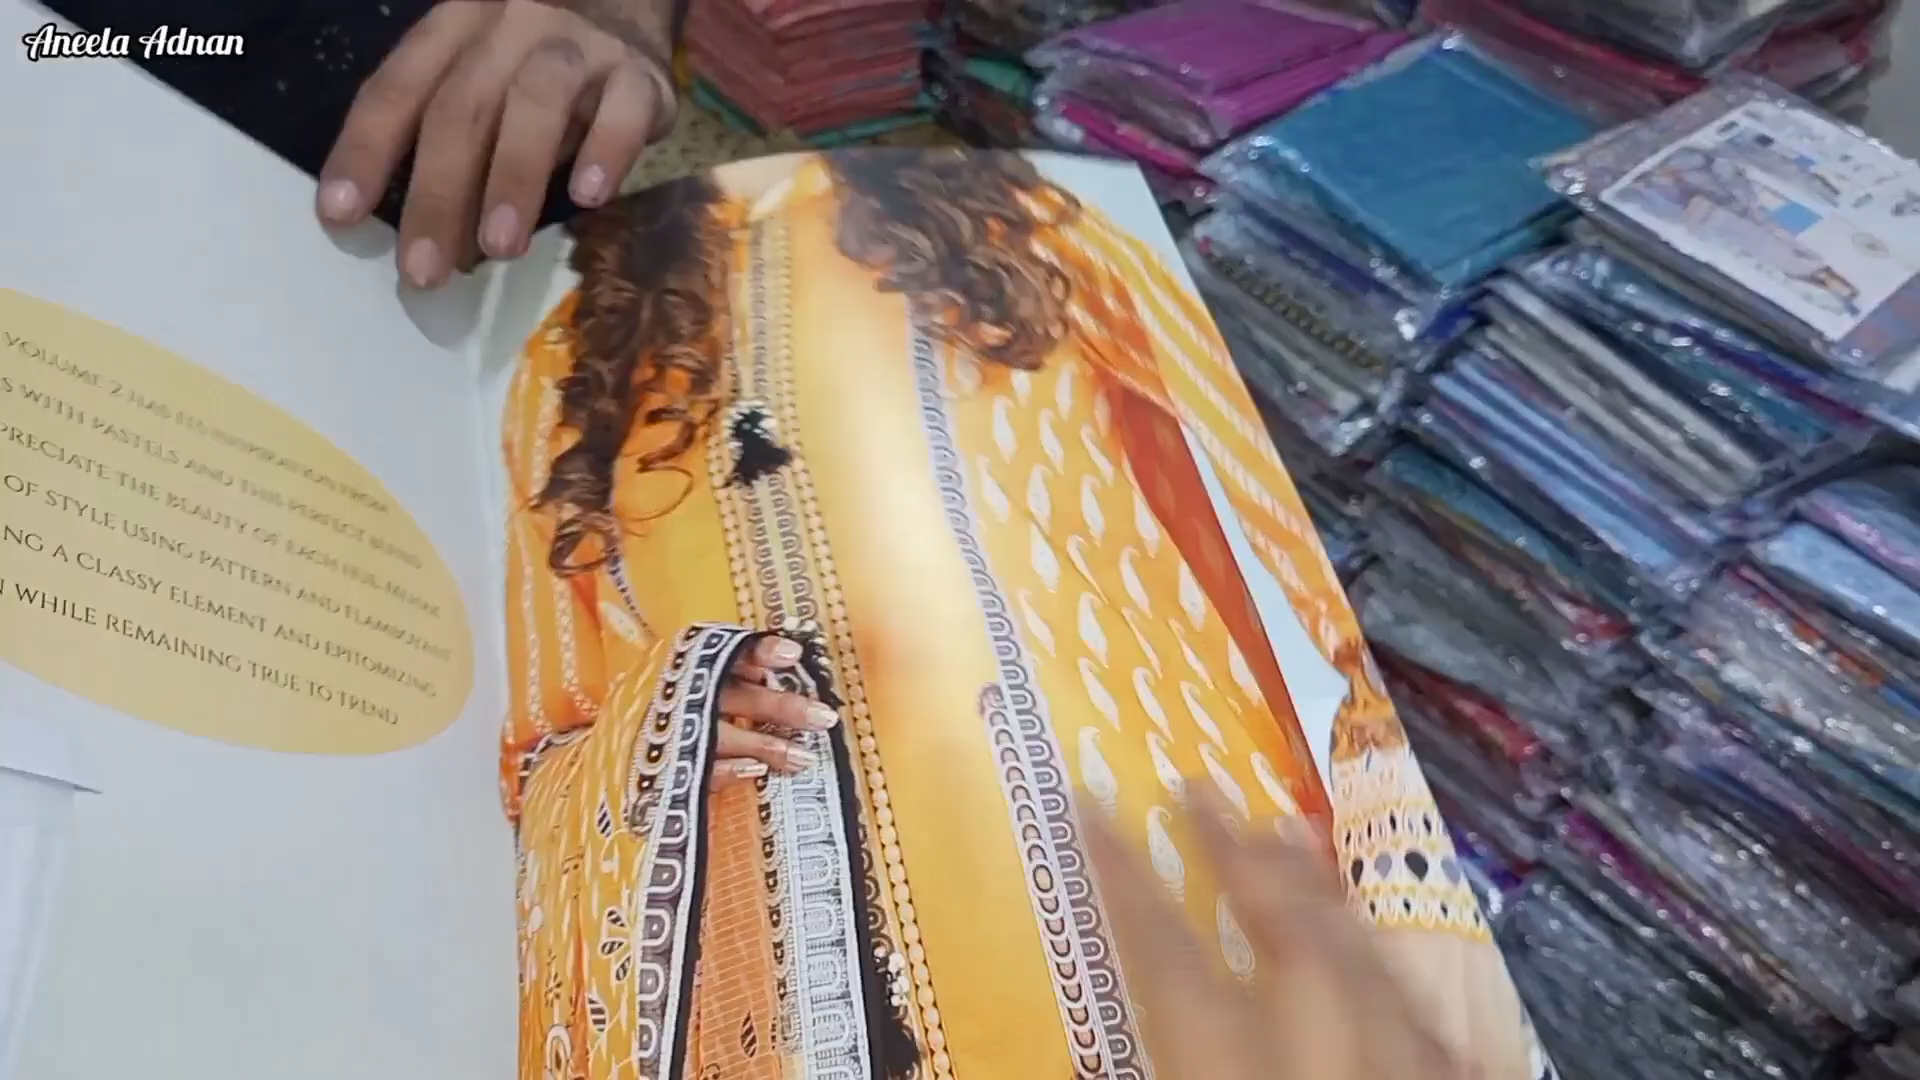 Aneela Adnan
VOLUME 2 HAS ITS INSPIRATION FROM
S WITH PASTELS AND THIS PERFECT BLEND
PRECIATE THE BEAUTY OF EACH HUE.
OF STYLE USING PATTERN AND FLAMBOYANT
NG A CLASSY ELEMENT AND EPITOMIZING
N WHILE REMAINING TRUE TO TREND